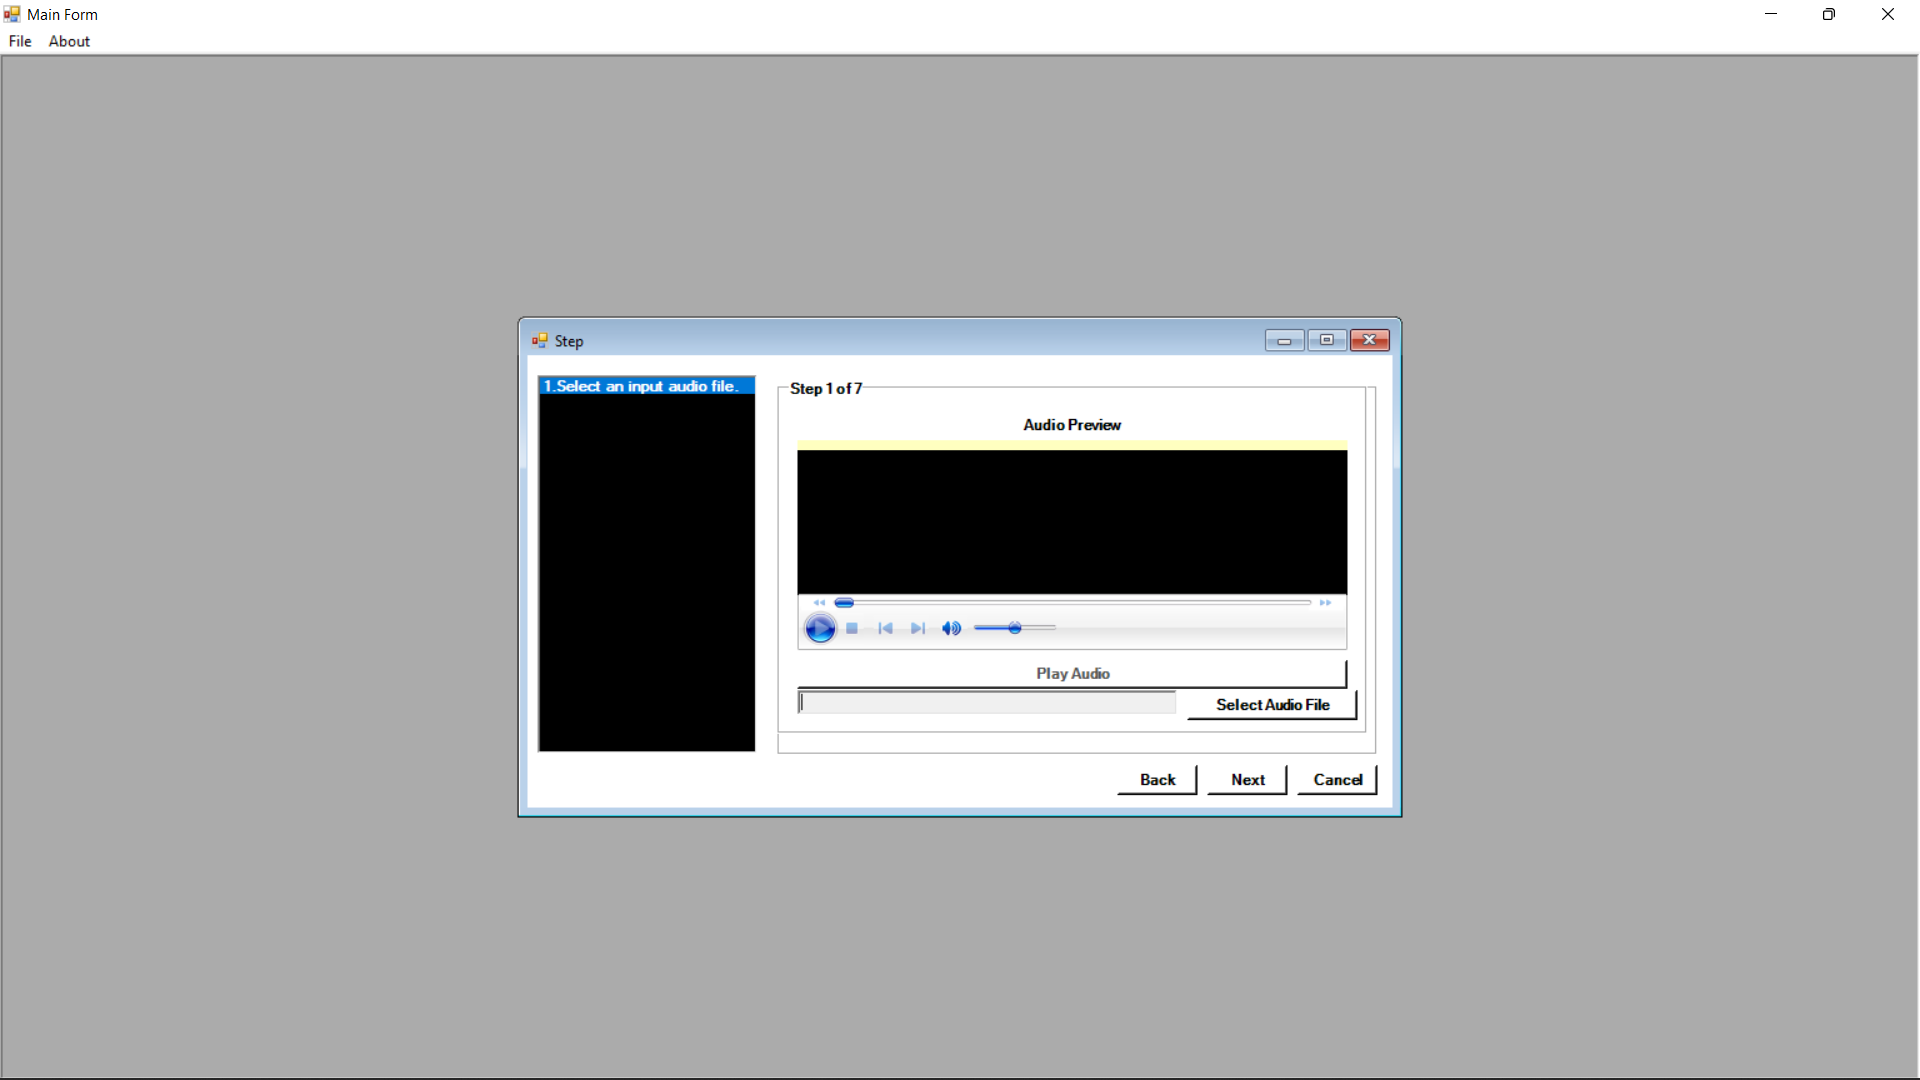 Main Form
File About
Step
1.Select an input audio file.
Step 1 of 7
Audio Preview
Play Audio
Select Audio File
Back Next Cancel